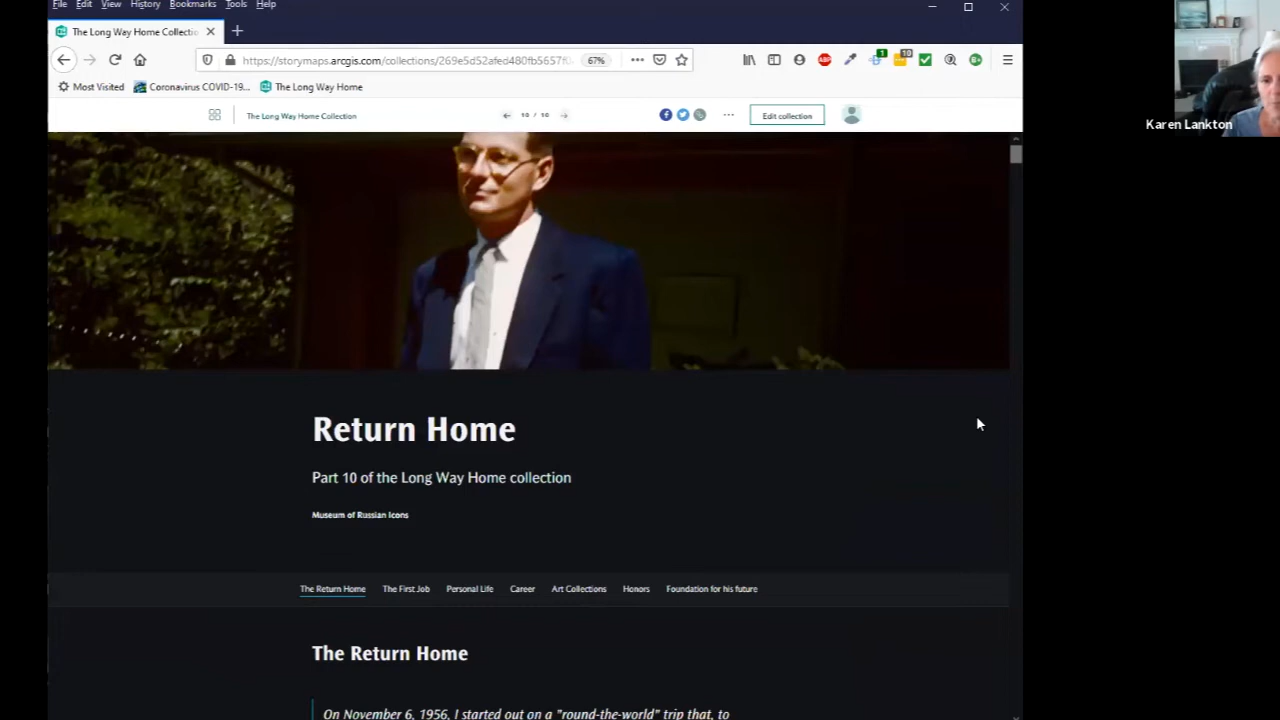 File Edit View History Bookmarks Tools Help
The Long Way Home Collectio
https://storymaps.arcgis.com/collections/269e5d52afed480fb5657f 67%
Most Visited Coronavirus COVID-19... The Long Way Home
The Long Way Home Collection 10 / 10 Edit collection
Karen Lankton
Return Home
Part 10 of the Long Way Home collection
Museum of Russian Icons
The Return Home The First Job Personal Life Career Art Collections Honors Foundation for his future
The Return Home
On November 6, 1956, I started out on a "round-the-world" trip that, to